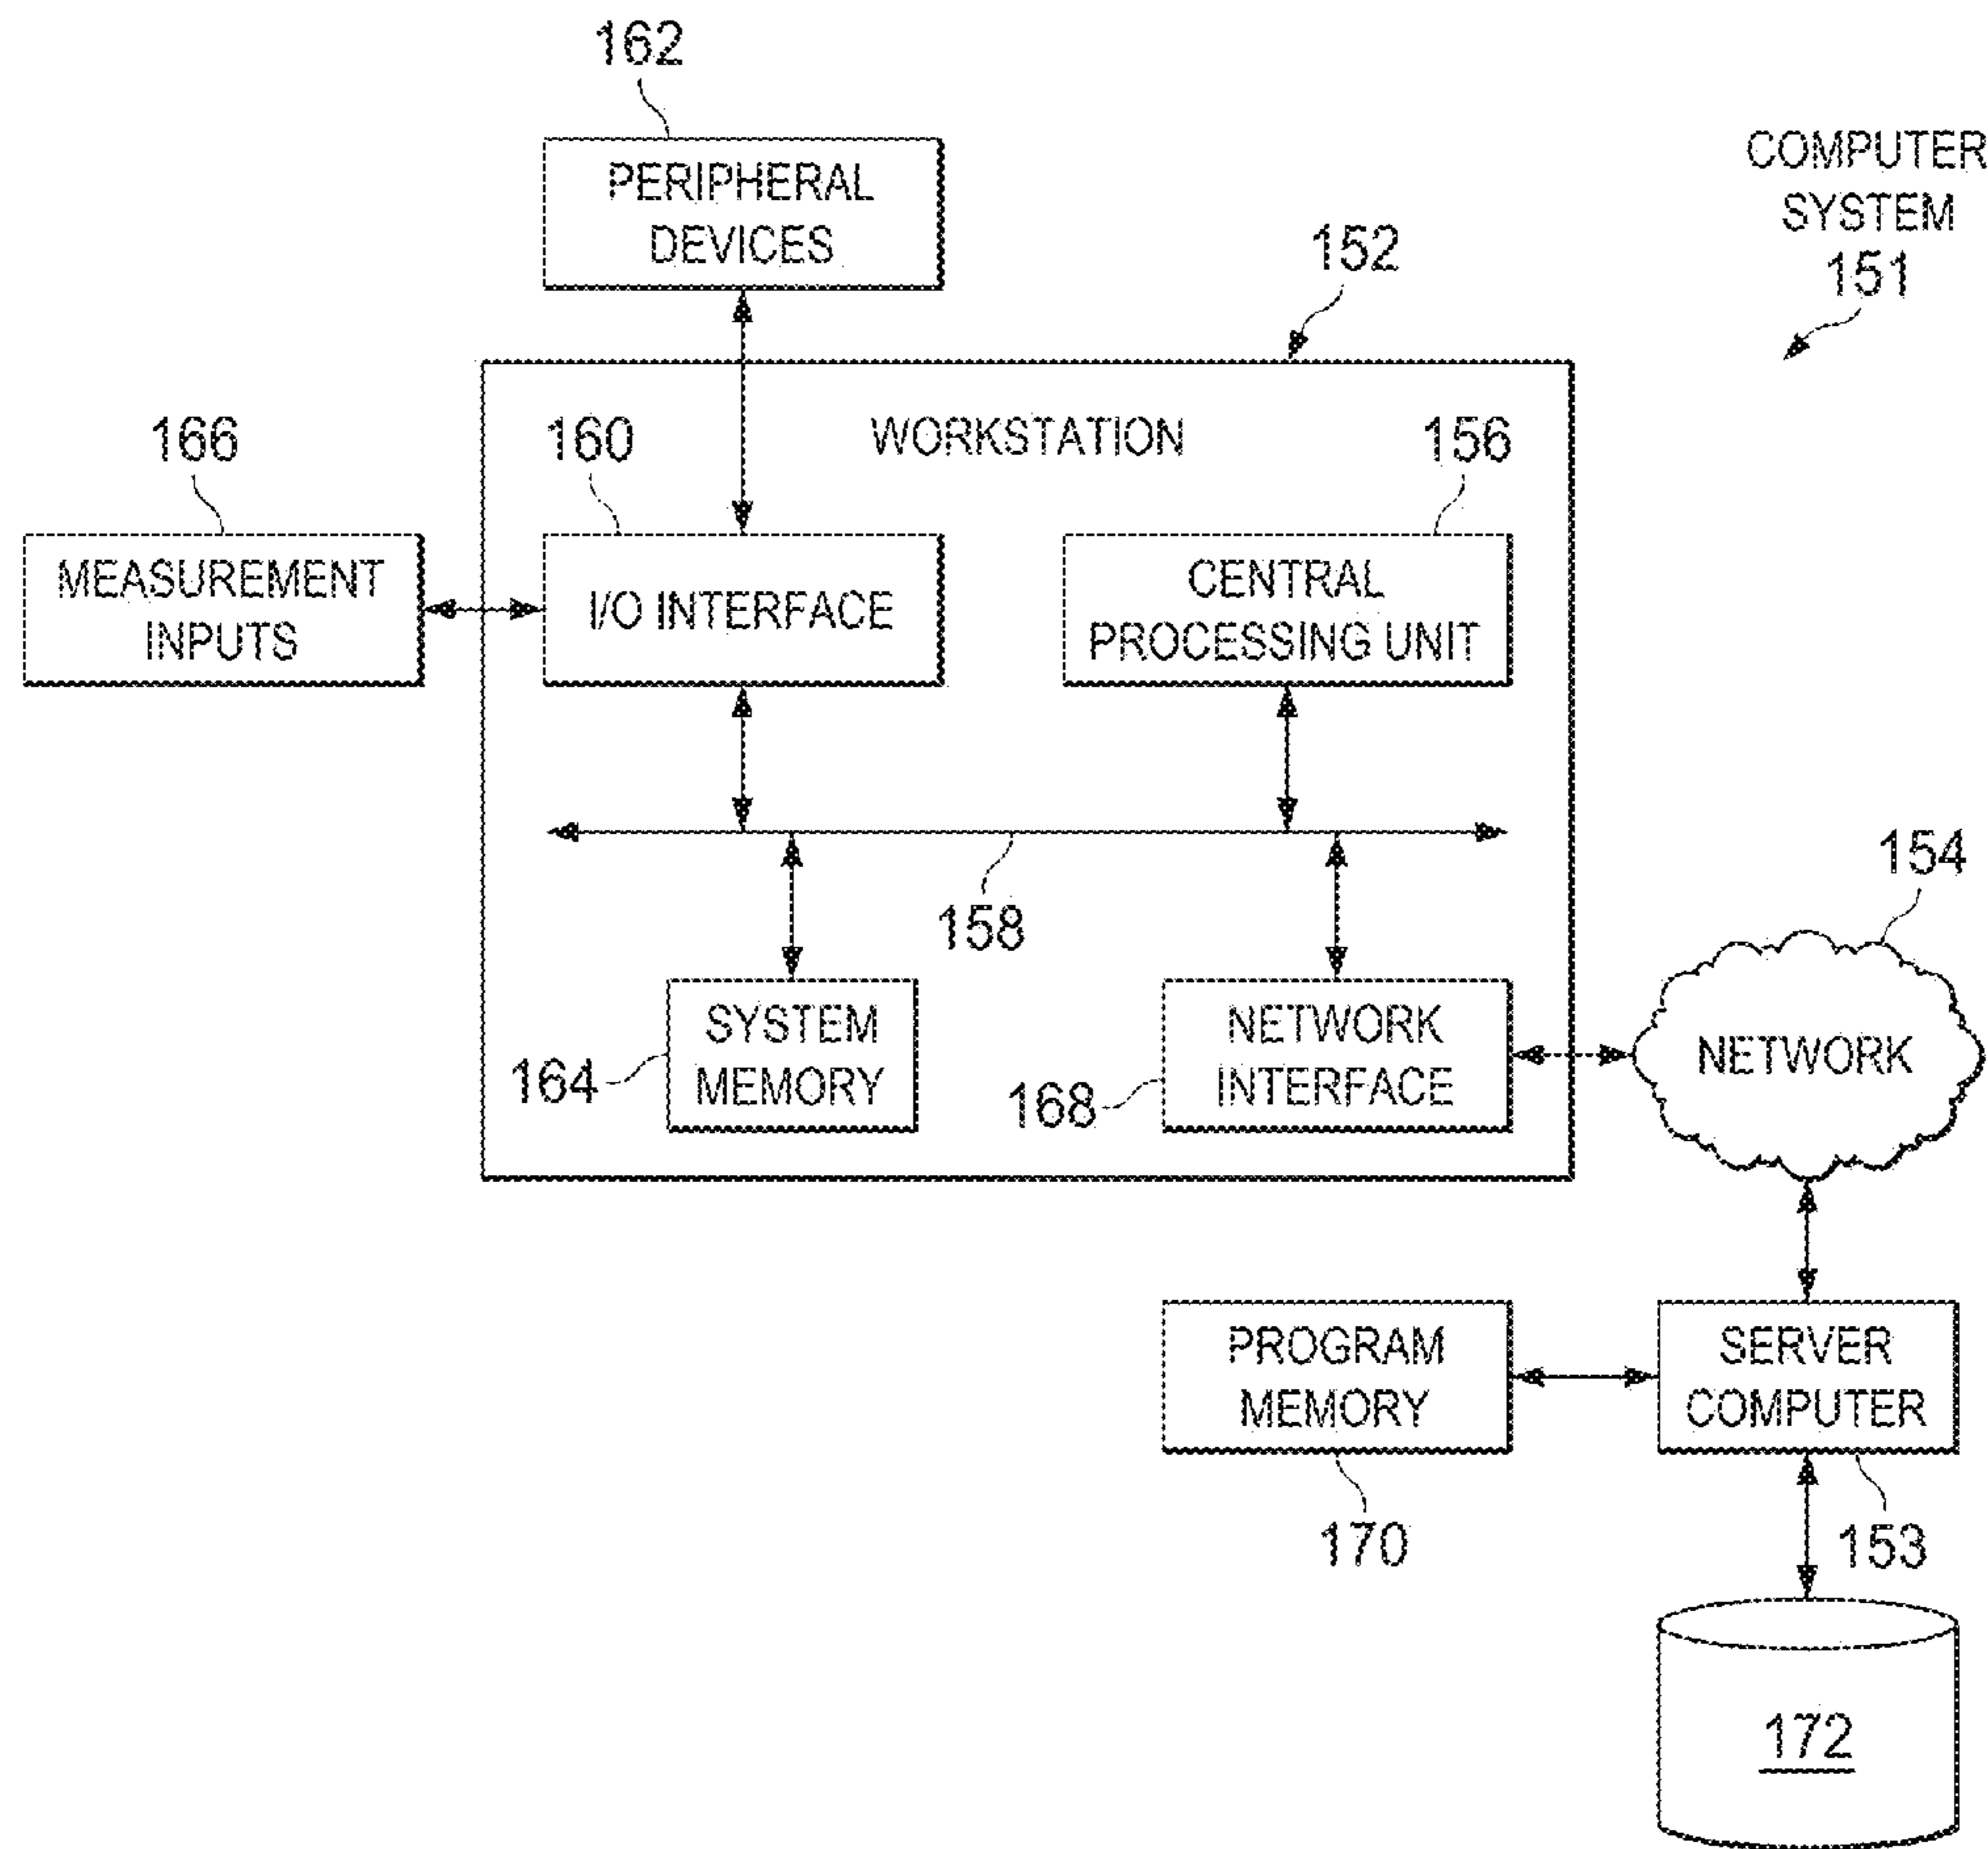 162
PERIPHERAL
DEVICES
COMPUTER
SYSTEM
151
152
WORKSTATION
166
160
156
MEASUREMENT
INPUTS
I/O INTERFACE
CENTRAL
PROCESSING UNIT
158
154
SYSTEM
MEMORY
164
NETWORK
INTERFACE
168
NETWORK
PROGRAM
MEMORY
170
SERVER
COMPUTER
153
172